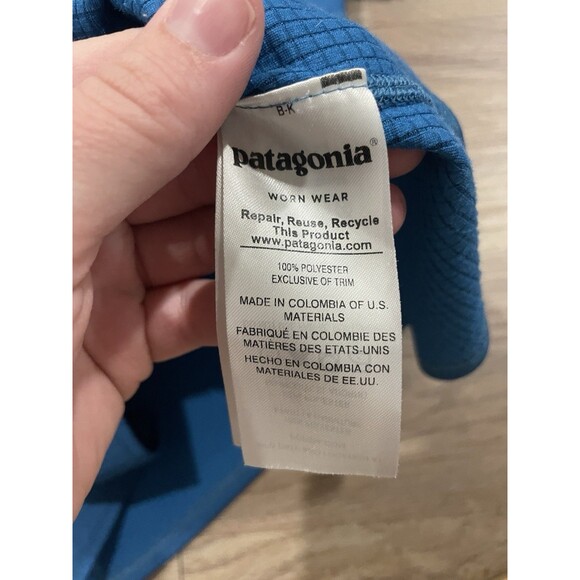 B-K
patagonia®
WORN WEAR
Repair, Reuse, Recycle
This Product
www.patagonia.com
100% POLYESTER
EXCLUSIVE OF TRIM
MADE IN COLOMBIA OF U.S.
MATERIALS
FABRIQUÉ EN COLOMBIE DES
MATIÈRES DES ETATS-UNIS
HECHO EN COLOMBIA CON
MATERIALES DE EE.UU.